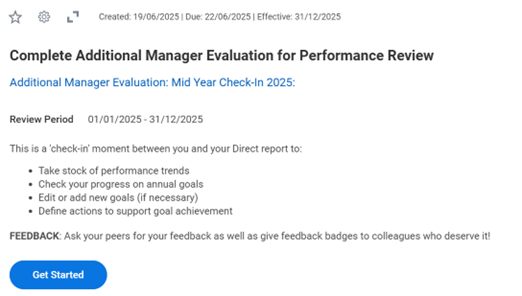 Created: 19/06/2025 | Due: 22/06/2025 | Effective: 31/12/2025
Complete Additional Manager Evaluation for Performance Review
Additional Manager Evaluation: Mid Year Check-In 2025:
Review Period 01/01/2025 - 31/12/2025
This is a 'check-in' moment between you and your Direct report to:
• Take stock of performance trends
• Check your progress on annual goals
• Edit or add new goals (if necessary)
• Define actions to support goal achievement
FEEDBACK: Ask your peers for your feedback as well as give feedback badges to colleagues who deserve it!
Get Started